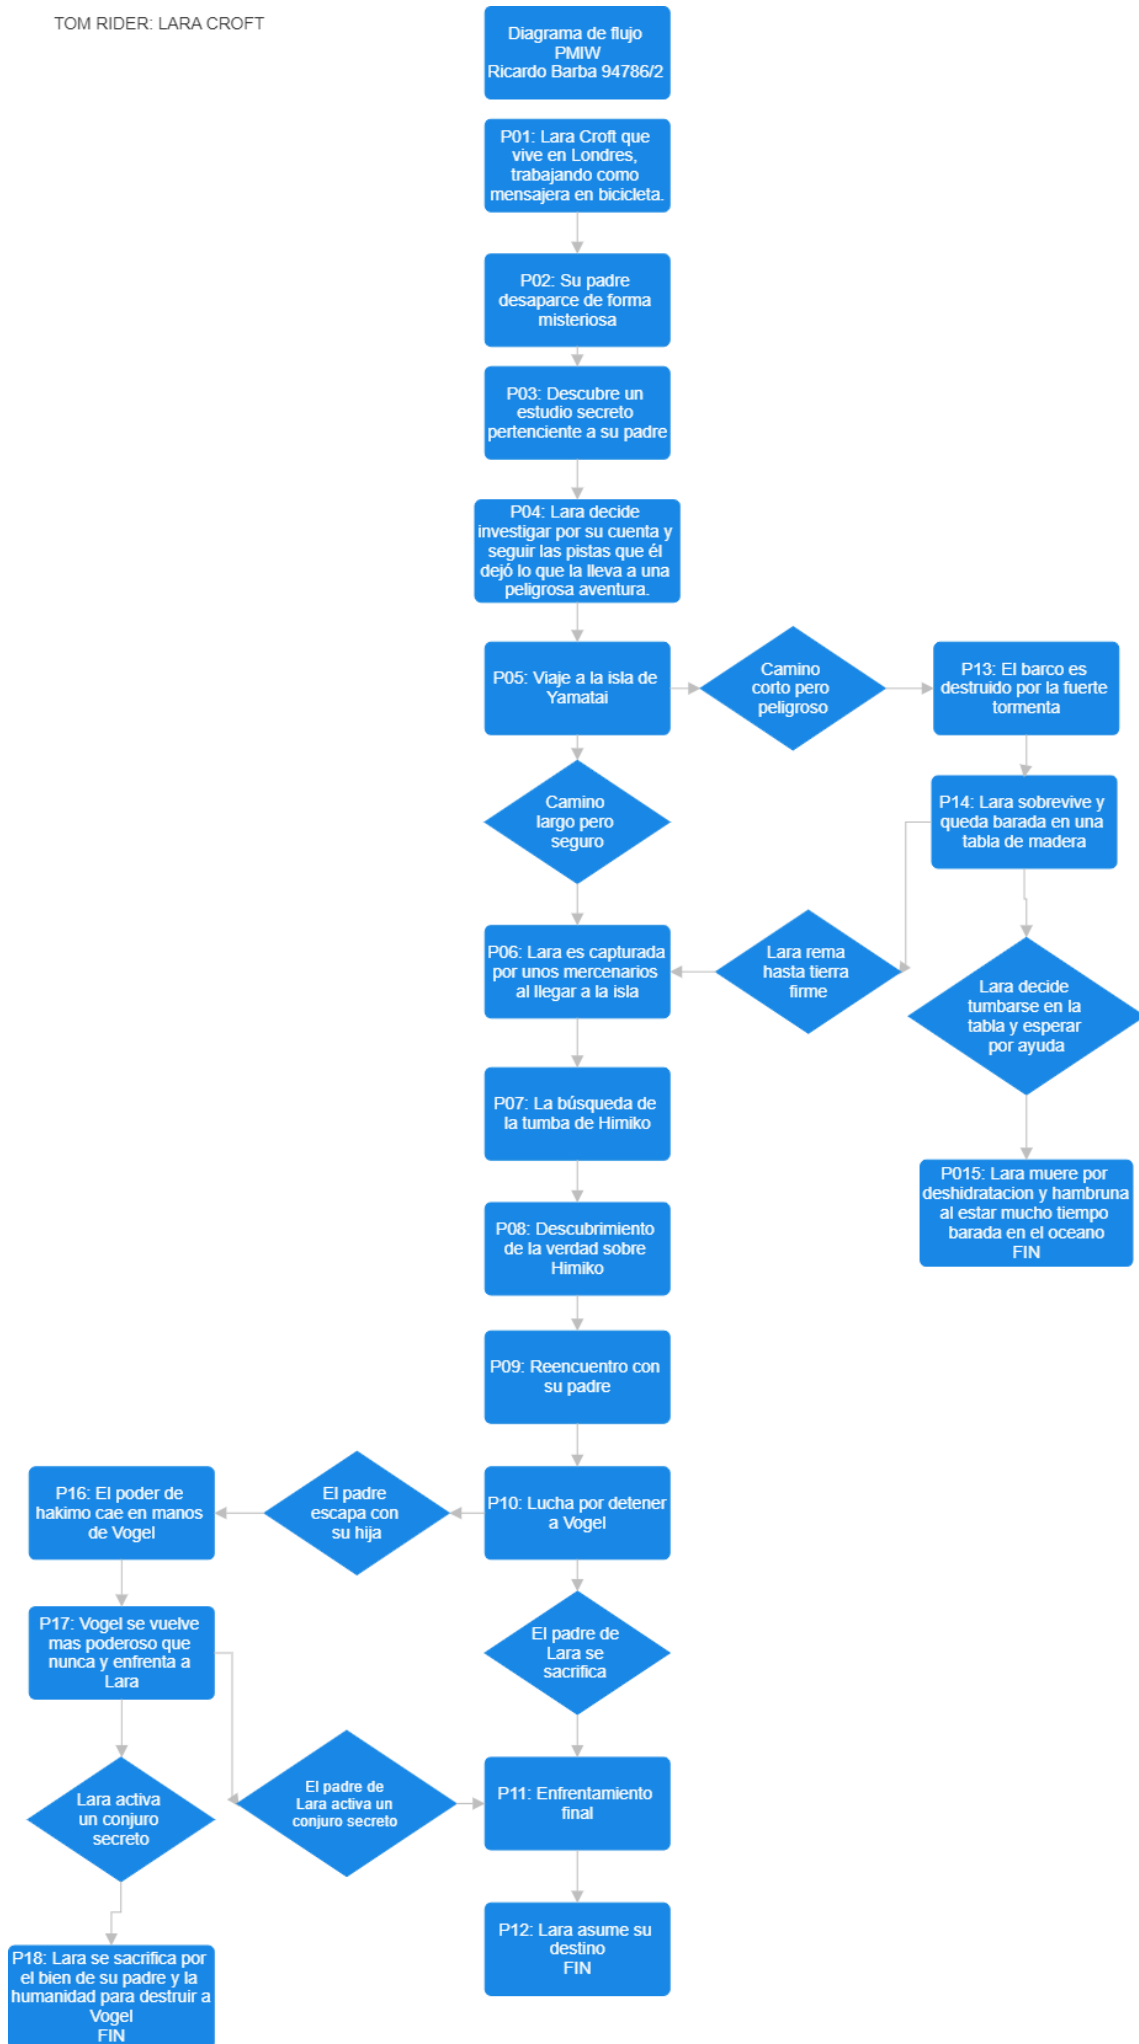 TOM RIDER: LARA CROFT
Diagrama de flujo
PMIW
Ricardo Barba 94786/2
P01: Lara Croft que
vive en Londres,
trabajando como
mensajera en bicicleta.
P02: Su padre
desaparce de forma
misteriosa
P03: Descubre un
estudio secreto
pertenciente a su padre
P04: Lara decide
investigar por su cuenta y
seguir las pistas que él
dejó lo que la lleva a una
peligrosa aventura.
P05: Viaje a la isla de
Yamatai
Camino
corto pero
peligroso
P13: El barco es
destruido por la fuerte
tormenta
Camino
largo pero
seguro
P14: Lara sobrevive y
queda barada en una
tabla de madera
P06: Lara es capturada
por unos mercenarios
al llegar a la isla
Lara rema
hasta tierra
firme
Lara decide
tumbarse en la
tabla y esperar
por ayuda
P07: La búsqueda de
la tumba de Himiko
P015: Lara muere por
deshidratacion y hambruna
al estar mucho tiempo
barada en el oceano
FIN
P08: Descubrimiento
de la verdad sobre
Himiko
P09: Reencuentro con
su padre
P16: El poder de
hakimo cae en manos
de Vogel
El padre
escapa con
su hija
P10: Lucha por detener
a Vogel
P17: Vogel se vuelve
mas poderoso que
nunca y enfrenta a
Lara
El padre de
Lara se
sacrifica
Lara activa
un conjuro
secreto
El padre de
Lara activa un
conjuro secreto
P11: Enfrentamiento
final
P12: Lara asume su
destino
FIN
P18: Lara se sacrifica por
el bien de su padre y la
humanidad para destruir a
Vogel
FIN